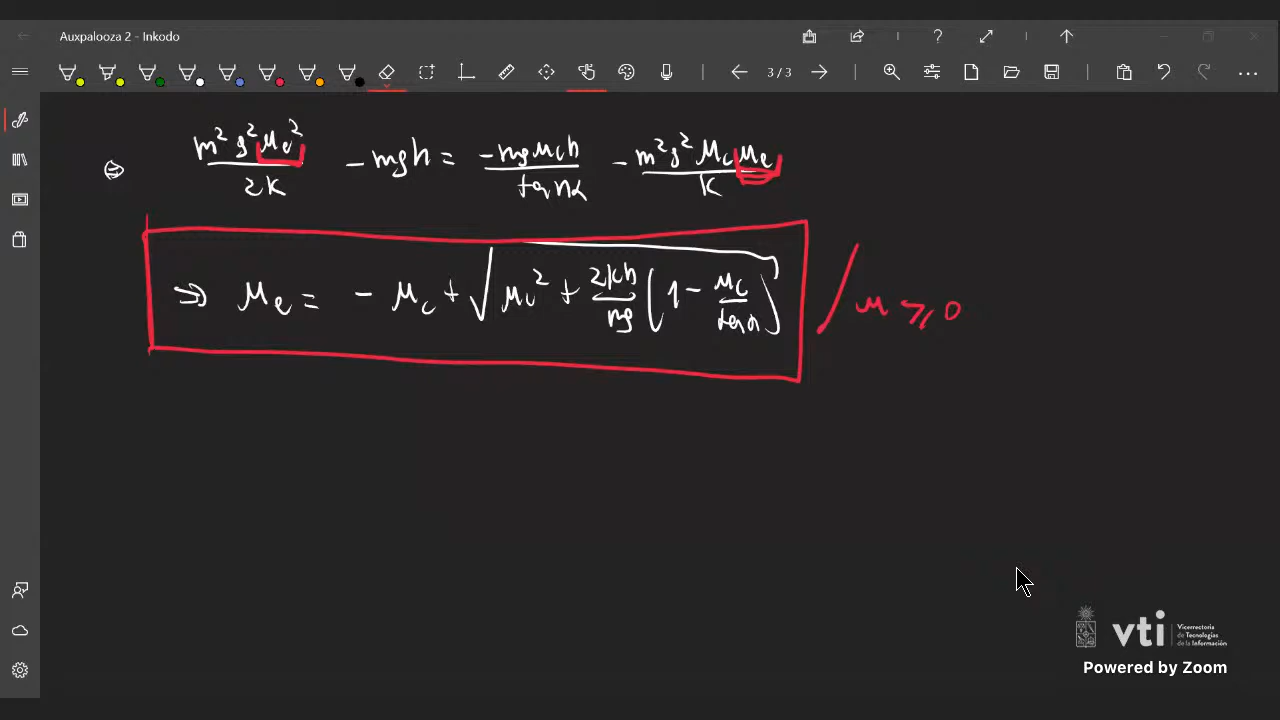 Auxpalooza 2 - Inkodo
3/3
⇒ m²g²μe²/2k - mgh = -mgμch/tanα - m²g²μcμe/k
⇒ μe = -μc + √(μc² + 2kh/mg (1 - μc/tanα)) / μ ≥ 0
vti Vicerrectoría de Tecnologías de la Información
Powered by Zoom